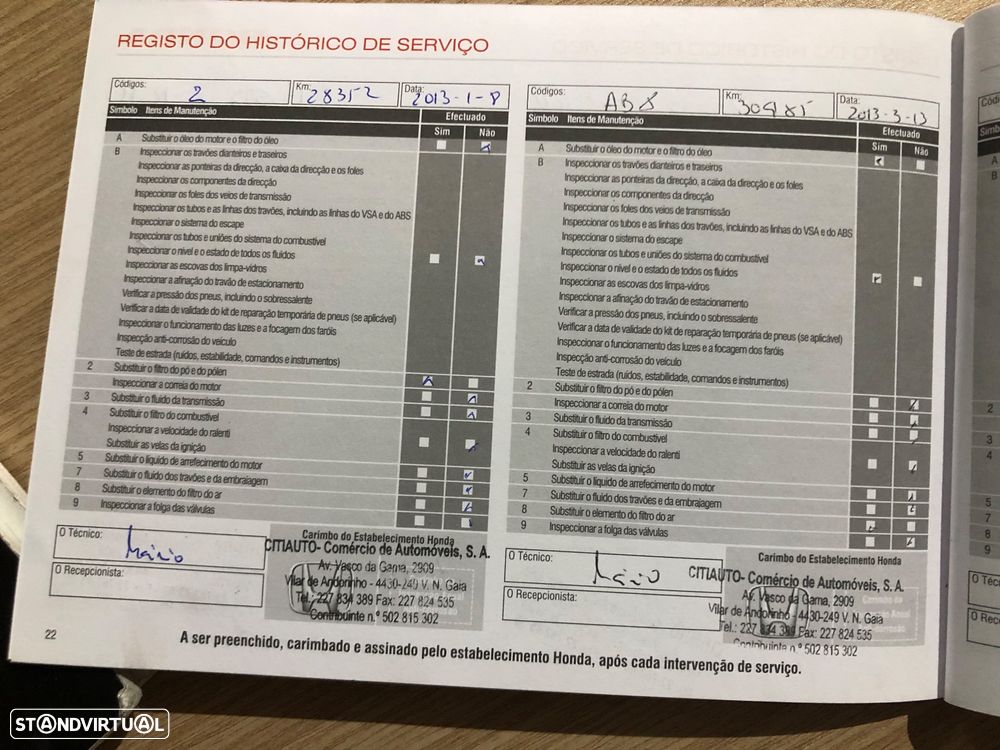 REGISTO DO HISTÓRICO DE SERVIÇO
Códigos: 2 Km: 28352 Data: 2013-1-8
Símbolo Itens de Manutenção Efectuado
Sim Não
A Substituir o óleo do motor e o filtro do óleo
B Inspeccionar os travões dianteiros e traseiros
Inspeccionar as ponteiras da direcção, a caixa da direcção e os foles
Inspeccionar os componentes da direcção
Inspeccionar os foles dos veios de transmissão
Inspeccionar os tubos e as linhas dos travões, incluindo as linhas do VSA e do ABS
Inspeccionar o sistema do escape
Inspeccionar os tubos e uniões do sistema do combustível
Inspeccionar o nível e o estado de todos os fluidos
Inspeccionar as escovas dos limpa-vidros
Inspeccionar a afinação do travão de estacionamento
Verificar a pressão dos pneus, incluindo o sobressalente
Verificar a data de validade do kit de reparação temporária de pneus (se aplicável)
Inspeccionar o funcionamento das luzes e a focagem dos faróis
Inspecção anti-corrosão do veículo
Teste de estrada (ruídos, estabilidade, comandos e instrumentos)
2 Substituir o filtro do pó e do pólen
Inspeccionar a correia do motor
3 Substituir o fluido da transmissão
4 Substituir o filtro do combustível
Inspeccionar a velocidade do ralenti
Substituir as velas da ignição
5 Substituir o líquido de arrefecimento do motor
7 Substituir o fluido dos travões e da embraiagem
8 Substituir o elemento do filtro do ar
9 Inspeccionar a folga das válvulas
O Técnico: Mário
O Recepcionista:
Carimbo do Estabelecimento Honda
CITIAUTO- Comércio de Automóveis, S. A.
Av. Vasco da Gama, 2909
Vilar de Andorinho - 4430-249 V. N. Gaia
Tel.: 227 834 389 Fax: 227 824 535
Contribuinte n.º 502 815 302
Códigos: AB8 Km: 30485 Data: 2013-3-13
Símbolo Itens de Manutenção Efectuado
Sim Não
A Substituir o óleo do motor e o filtro do óleo
B Inspeccionar os travões dianteiros e traseiros
Inspeccionar as ponteiras da direcção, a caixa da direcção e os foles
Inspeccionar os componentes da direcção
Inspeccionar os foles dos veios de transmissão
Inspeccionar os tubos e as linhas dos travões, incluindo as linhas do VSA e do ABS
Inspeccionar o sistema do escape
Inspeccionar os tubos e uniões do sistema do combustível
Inspeccionar o nível e o estado de todos os fluidos
Inspeccionar as escovas dos limpa-vidros
Inspeccionar a afinação do travão de estacionamento
Verificar a pressão dos pneus, incluindo o sobressalente
Verificar a data de validade do kit de reparação temporária de pneus (se aplicável)
Inspeccionar o funcionamento das luzes e a focagem dos faróis
Inspecção anti-corrosão do veículo
Teste de estrada (ruídos, estabilidade, comandos e instrumentos)
2 Substituir o filtro do pó e do pólen
Inspeccionar a correia do motor
3 Substituir o fluido da transmissão
4 Substituir o filtro do combustível
Inspeccionar a velocidade do ralenti
Substituir as velas da ignição
5 Substituir o líquido de arrefecimento do motor
7 Substituir o fluido dos travões e da embraiagem
8 Substituir o elemento do filtro do ar
9 Inspeccionar a folga das válvulas
O Técnico: Mário
O Recepcionista:
Carimbo do Estabelecimento Honda
CITIAUTO- Comércio de Automóveis, S. A.
Av. Vasco da Gama, 2909
Vilar de Andorinho - 4430-249 V. N. Gaia
Tel.: 227 834 389 Fax: 227 824 535
Contribuinte n.º 502 815 302
22
A ser preenchido, carimbado e assinado pelo estabelecimento Honda, após cada intervenção de serviço.
STANDVIRTUAL